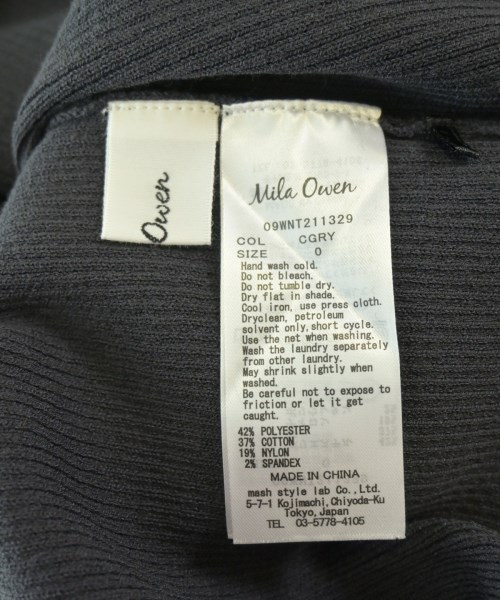 Owen
Mila Owen
09WNT211329
COL CGRY
SIZE 0
Hand wash cold.
Do not bleach.
Do not tumble dry.
Dry flat in shade.
Cool iron, use press cloth.
Dryclean, petroleum
solvent only, short cycle.
Use the net when washing.
Wash the laundry separately
from other laundry.
May shrink slightly when
washed.
Be careful not to expose to
friction or let it get
caught.
42% POLYESTER
37% COTTON
19% NYLON
2% SPANDEX
MADE IN CHINA
mash style lab Co., Ltd.
5-7-1 Kojimachi, Chiyoda-Ku
Tokyo, Japan
TEL 03-5778-4105